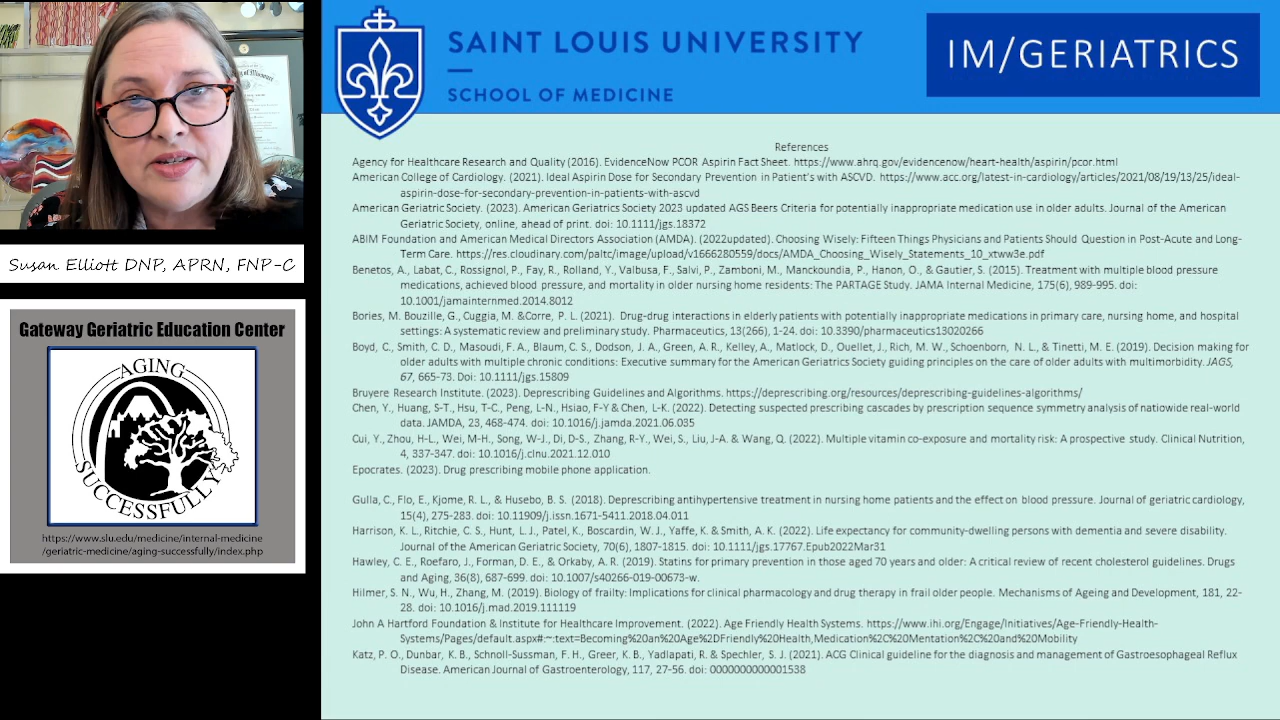 of Missouri
Susan Elliott DNP, APRN, FNP-C
Gateway Geriatric Education Center
AGING
SUCCESSFULLY
https://www.slu.edu/medicine/internal-medicine
/geriatric-medicine/aging-successfully/index.php
SAINT LOUIS UNIVERSITY
SCHOOL OF MEDICINE
IM/GERIATRICS
References
Agency for Healthcare Research and Quality (2016). EvidenceNow PCOR Aspirin Fact Sheet. https://www.ahrq.gov/evidencenow/heart-health/aspirin/pcor.html
American College of Cardiology. (2021). Ideal Aspirin Dose for Secondary Prevention in Patient's with ASCVD. https://www.acc.org/latest-in-cardiology/articles/2021/08/19/13/25/ideal-
aspirin-dose-for-secondary-prevention-in-patients-with-ascvd
American Geriatric Society. (2023). American Geriatrics Society 2023 updated AGS Beers Criteria for potentially inappropriate medication use in older adults. Journal of the American
Geriatric Society, online, ahead of print. doi: 10.1111/jgs.18372
ABIM Foundation and American Medical Directors Association (AMDA). (2022updated). Choosing Wisely: Fifteen Things Physicians and Patients Should Question in Post-Acute and Long-
Term Care. https://res.cloudinary.com/paltc/image/upload/v1666280559/docs/AMDA_Choosing_Wisely_Statements_10_xtww3e.pdf
Benetos, A., Labat, C., Rossignol, P., Fay, R., Rolland, Y., Valbusa, F., Salvi, P., Zamboni, M., Manckoundia, P., Hanon, O., & Gautier, S. (2015). Treatment with multiple blood pressure
medications, achieved blood pressure, and mortality in older nursing home residents: The PARTAGE Study. JAMA Internal Medicine, 175(6), 989-995. doi:
10.1001/jamainternmed.2014.8012
Bories, M. Bouzille, G., Cuggia, M. &Corre, P. L. (2021). Drug-drug interactions in elderly patients with potentially inappropriate medications in primary care, nursing home, and hospital
settings: A systematic review and preliminary study. Pharmaceutics, 13(266), 1-24. doi: 10.3390/pharmaceutics13020266
Boyd, C., Smith, C. D., Masoudi, F. A., Blaum, C. S., Dodson, J. A., Green, A. R., Kelley, A., Matlock, D., Ouellet, J., Rich, M. W., Schoenborn, N. L., & Tinetti, M. E. (2019). Decision making for
older adults with multiple chronic conditions: Executive summary for the American Geriatrics Society guiding principles on the care of older adults with multimorbidity. JAGS,
67, 665-73. Doi: 10.1111/jgs.15809
Bruyere Research Institute. (2023). Deprescribing Guidelines and Algorithms. https://deprescribing.org/resources/deprescribing-guidelines-algorithms/
Chen, Y., Huang, S-T., Hsu, T-C., Peng, L-N., Hsiao, F-Y & Chen, L-K. (2022). Detecting suspected prescribing cascades by prescription sequence symmetry analysis of natiowide real-world
data. JAMDA, 23, 468-474. doi: 10.1016/j.jamda.2021.06.035
Cui, Y., Zhou, H-L., Wei, M-H., Song, W-J., Di, D-S., Zhang, R-Y., Wei, S., Liu, J-A. & Wang, Q. (2022). Multiple vitamin co-exposure and mortality risk: A prospective study. Clinical Nutrition,
4, 337-347. doi: 10.1016/j.clnu.2021.12.010
Epocrates. (2023). Drug prescribing mobile phone application.
Gulla, C., Flo, E., Kjome, R. L., & Husebo, B. S. (2018). Deprescribing antihypertensive treatment in nursing home patients and the effect on blood pressure. Journal of geriatric cardiology,
15(4), 275-283. doi: 10.11909/j.issn.1671-5411.2018.04.011
Harrison, K. L., Ritchie, C. S., Hunt, L. J., Patel, K., Boscardin, W. J., Yaffe, K. & Smith, A. K. (2022). Life expectancy for community-dwelling persons with dementia and severe disability.
Journal of the American Geriatric Society, 70(6), 1807-1815. doi: 10.1111/jgs.17767.Epub2022Mar31
Hawley, C. E., Roefaro, J., Forman, D. E., & Orkaby, A. R. (2019). Statins for primary prevention in those aged 70 years and older: A critical review of recent cholesterol guidelines. Drugs
and Aging, 36(8), 687-699. doi: 10.1007/s40266-019-00673-w.
Hilmer, S. N., Wu, H., Zhang, M. (2019). Biology of frailty: Implications for clinical pharmacology and drug therapy in frail older people. Mechanisms of Ageing and Development, 181, 22-
28. doi: 10.1016/j.mad.2019.111119
John A Hartford Foundation & Institute for Healthcare Improvement. (2022). Age Friendly Health Systems. https://www.ihi.org/Engage/Initiatives/Age-Friendly-Health-
Systems/Pages/default.aspx#:~:text=Becoming%20an%20Age%2DFriendly%20Health,Medication%2C%20Mentation%2C%20and%20Mobility
Katz, P. O., Dunbar, K. B., Schnoll-Sussman, F. H., Greer, K. B., Yadlapati, R. & Spechler, S. J. (2021). ACG Clinical guideline for the diagnosis and management of Gastroesophageal Reflux
Disease. American Journal of Gastroenterology, 117, 27-56. doi: 0000000000001538